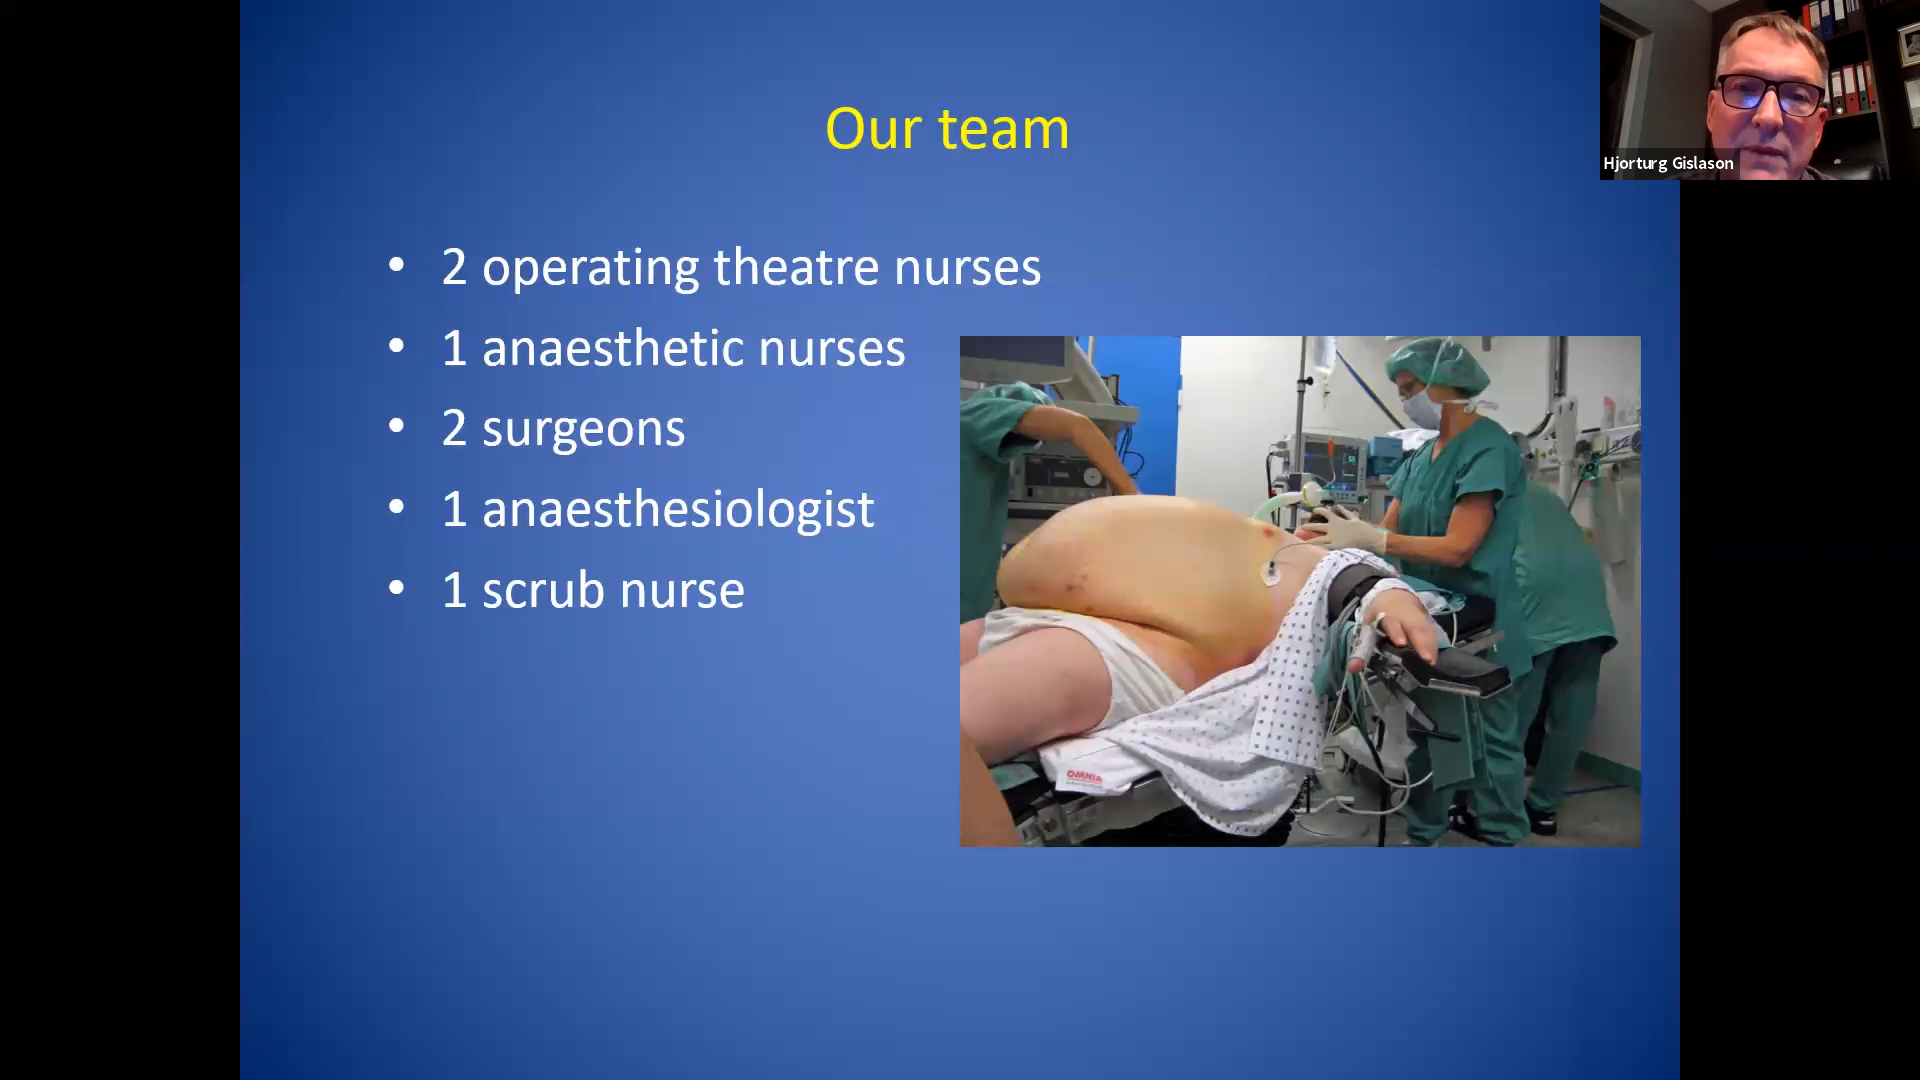 Our team
Hjorturg Gislason
• 2 operating theatre nurses
• 1 anaesthetic nurses
• 2 surgeons
• 1 anaesthesiologist
• 1 scrub nurse
OMNIA